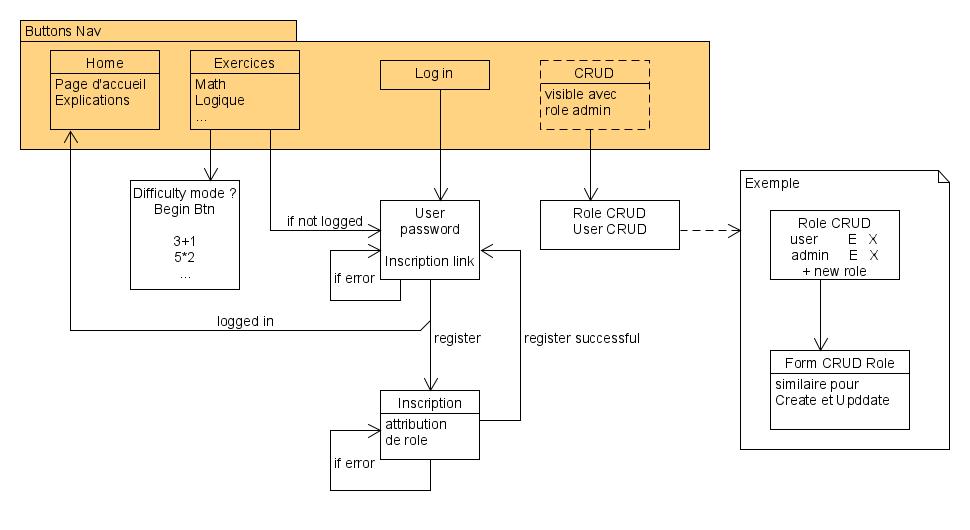 Buttons Nav
Home
Page d'accueil
Explications
Exercices
Math
Logique
...
Log in
CRUD
visible avec
role admin
Difficulty mode ?
Begin Btn
3+1
5*2
...
if not logged
User
password
Inscription link
if error
logged in
register
register successful
Inscription
attribution
de role
if error
Role CRUD
User CRUD
Exemple
Role CRUD
user E X
admin E X
+ new role
Form CRUD Role
similaire pour
Create et Upddate